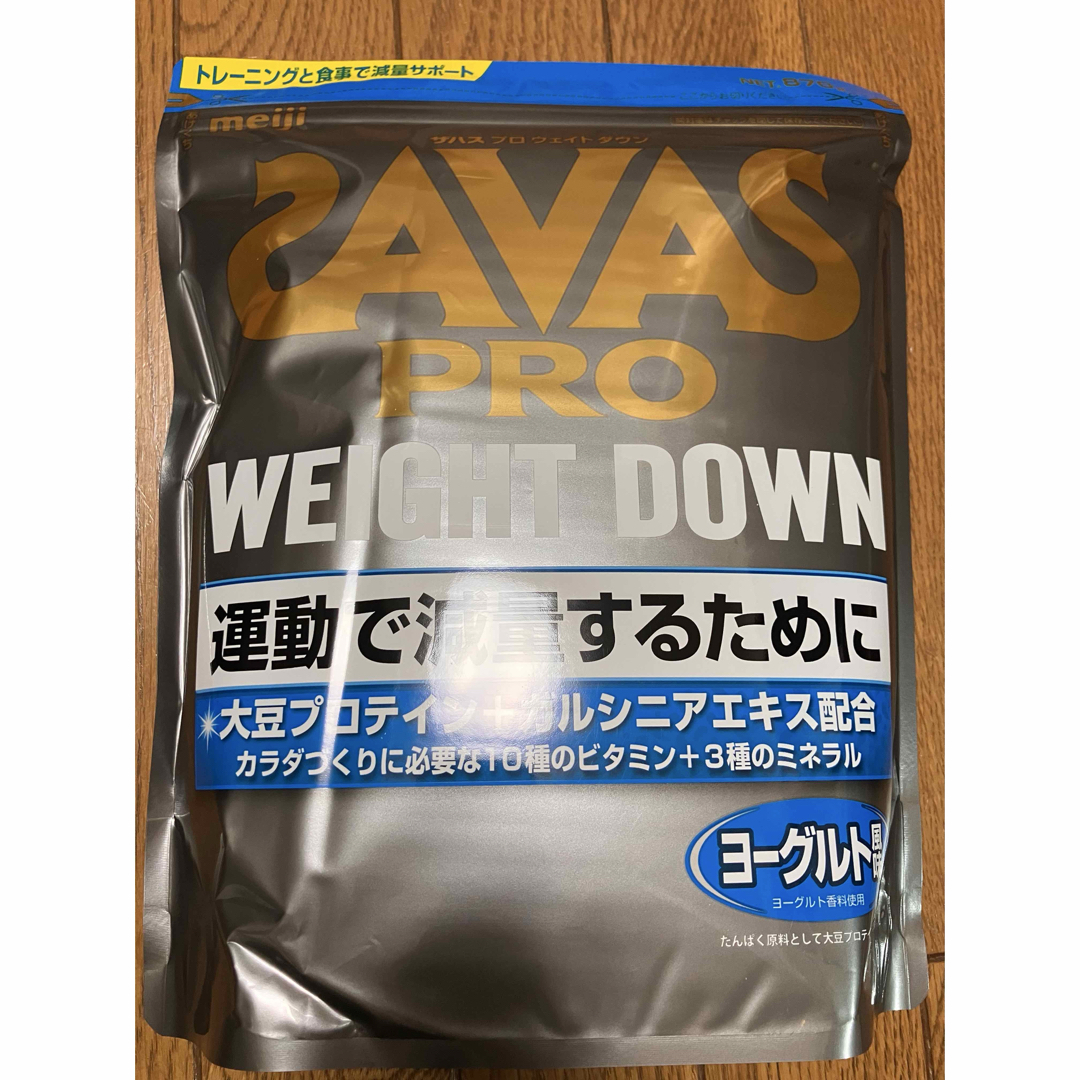 トレーニングと食事で減量サポート
meiji
ザバス プロ ウェイト ダウン
SAVAS
PRO
WEIGHT DOWN
運動で減量するために
大豆プロテイン+ガルシニアエキス配合
カラダづくりに必要な10種のビタミン+3種のミネラル
ヨーグルト風味
ヨーグルト香料使用
たんぱく原料として大豆プロテ